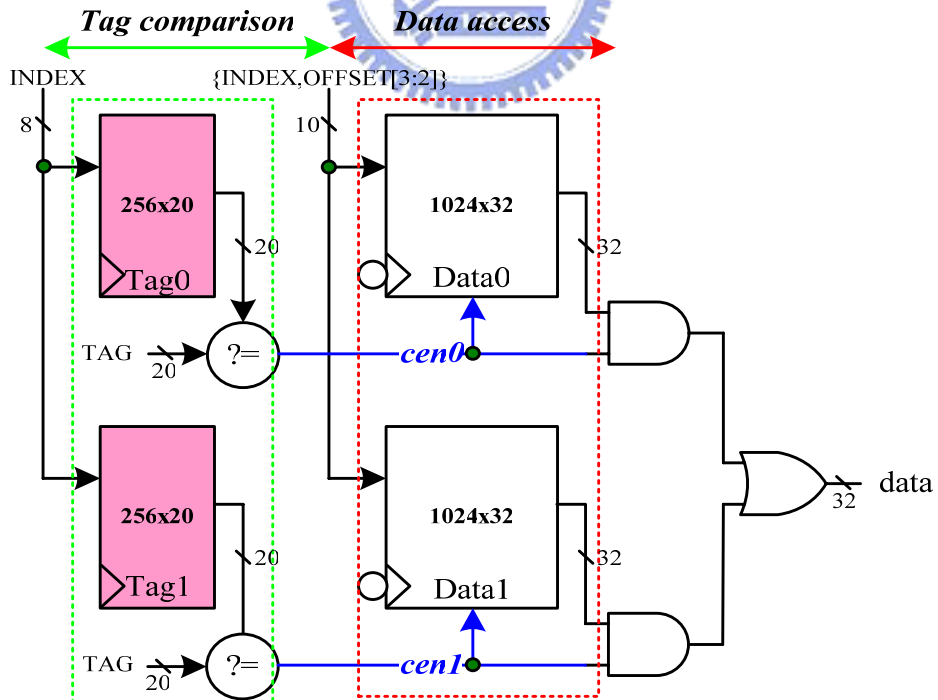 Tag comparison
Data access
INDEX
{INDEX,OFFSET[3:2]}
8
10
256x20
1024x32
20
32
Tag0
Data0
TAG
20
?=
cen0
256x20
1024x32
20
32
Tag1
Data1
32
data
TAG
20
?=
cen1